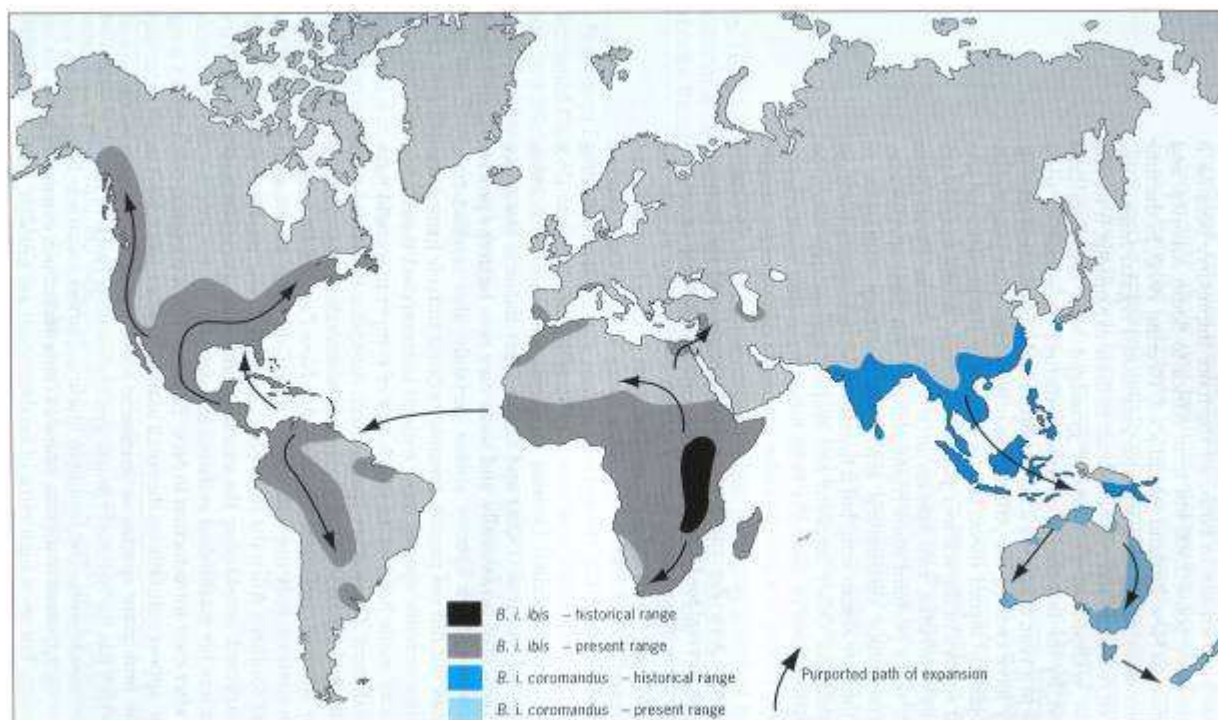 B. i. ibis – historical range
B. i. ibis – present range
B. i. coromandus – historical range
B. i. coromandus – present range
Purported path of expansion